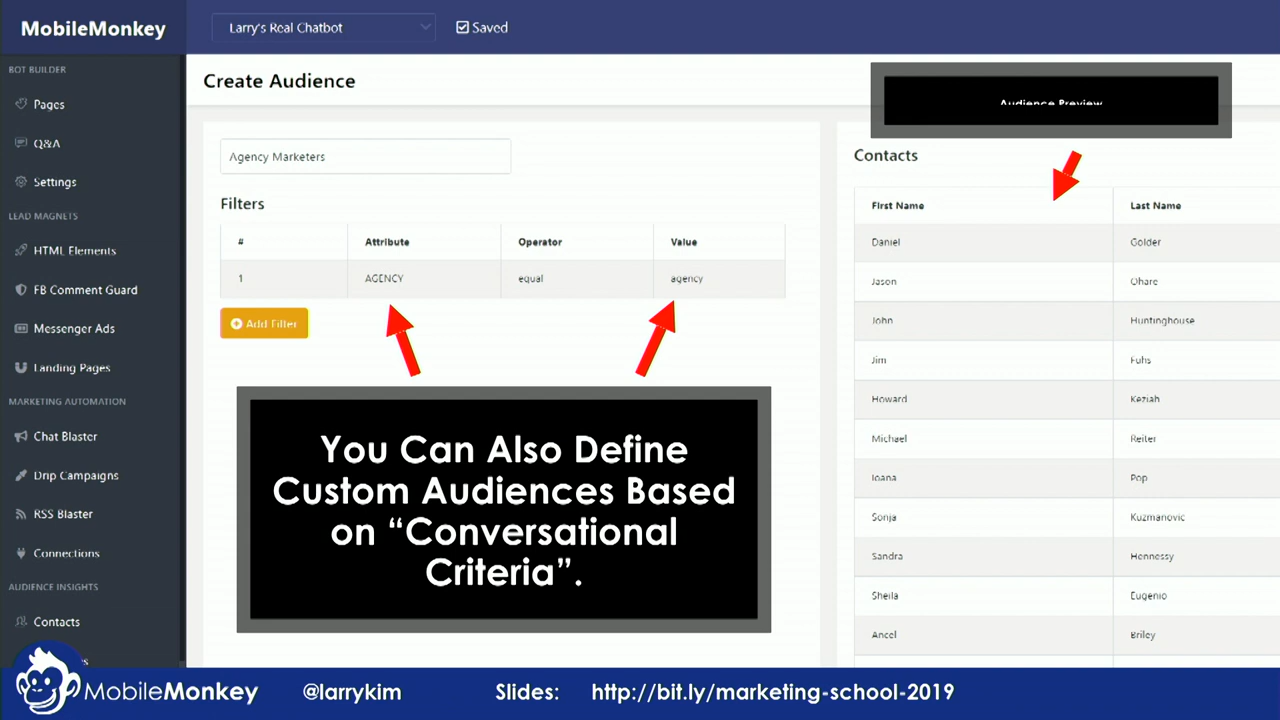 MobileMonkey
Larry's Real Chatbot
Saved
BOT BUILDER
Pages
Q&A
Settings
LEAD MAGNETS
HTML Elements
FB Comment Guard
Messenger Ads
Landing Pages
MARKETING AUTOMATION
Chat Blaster
Drip Campaigns
RSS Blaster
Connections
AUDIENCE INSIGHTS
Contacts
Create Audience
Agency Marketers
Filters
# Attribute Operator Value
1 AGENCY equal agency
Add Filter
You Can Also Define
Custom Audiences Based
on “Conversational
Criteria”.
Audience Preview
Contacts
First Name Last Name
Daniel Golder
Jason Ohare
John Huntinghouse
Jim Fuhs
Howard Keziah
Michael Reiter
Ioana Pop
Sonja Kuzmanovic
Sandra Hennessy
Sheila Eugenio
Ancel Briley
MobileMonkey @larrykim Slides: http://bit.ly/marketing-school-2019